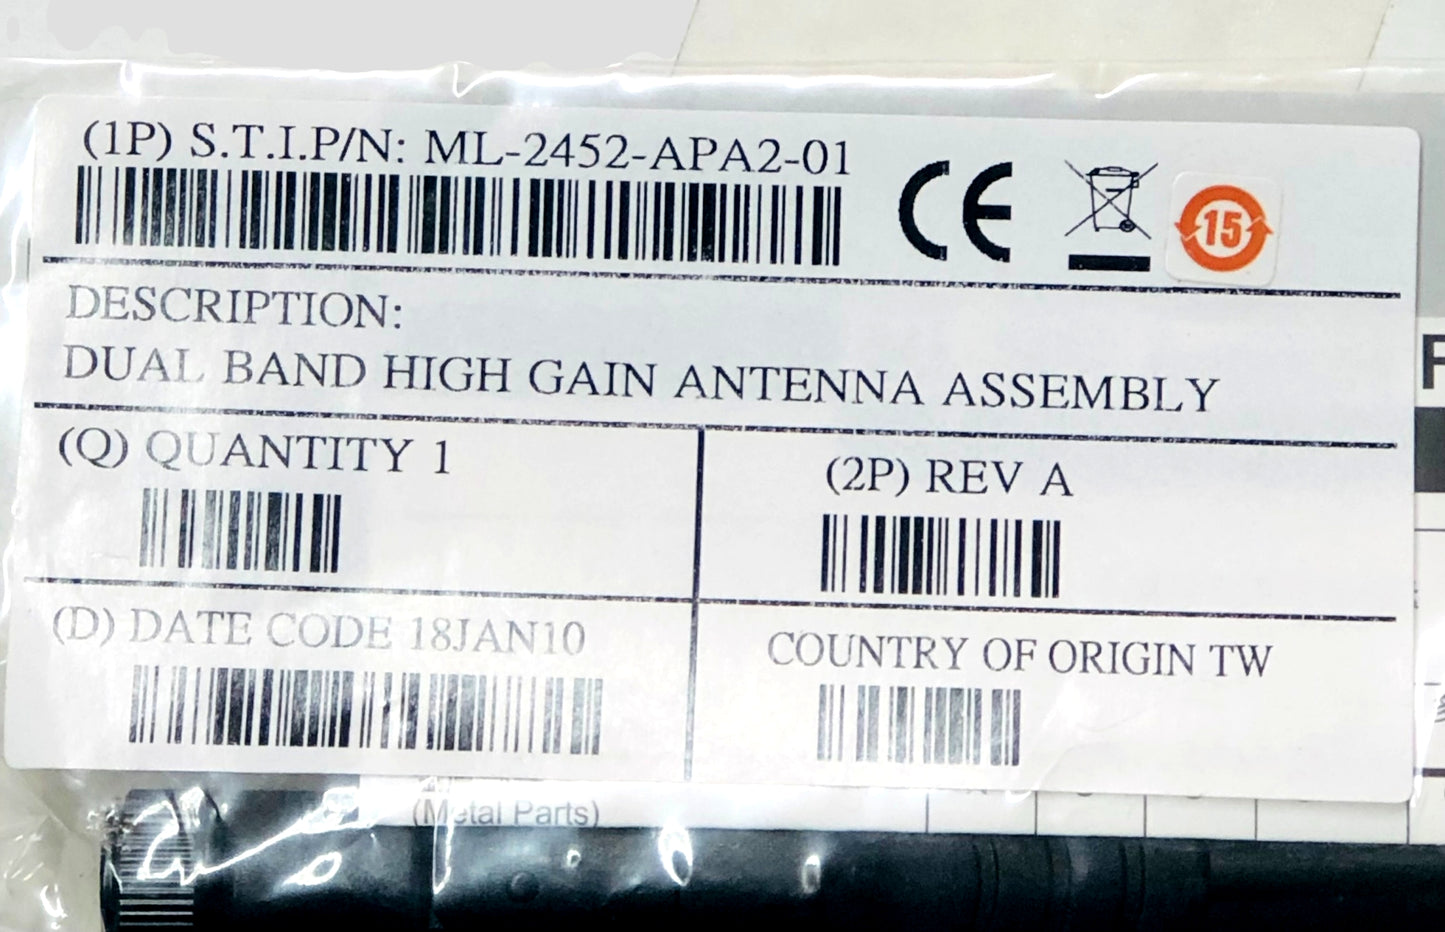 (1P) S.T.I.P/N: ML-2452-APA2-01
CE
15
DESCRIPTION:
DUAL BAND HIGH GAIN ANTENNA ASSEMBLY
(Q) QUANTITY 1
(2P) REV A
(D) DATE CODE 18JAN10
COUNTRY OF ORIGIN TW
(Metal Parts)